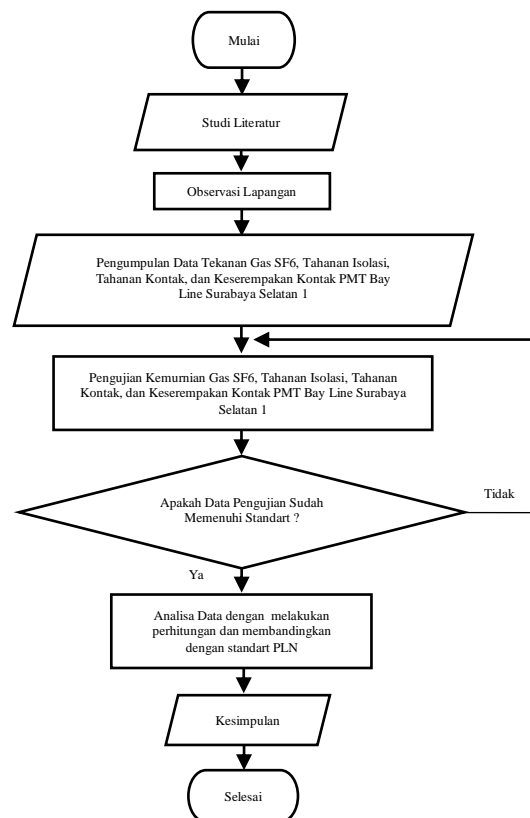 Mulai
Studi Literatur
Observasi Lapangan
Pengumpulan Data Tekanan Gas SF6, Tahanan Isolasi,
Tahanan Kontak, dan Keserempakan Kontak PMT Bay
Line Surabaya Selatan 1
Pengujian Kemurnian Gas SF6, Tahanan Isolasi, Tahanan
Kontak, dan Keserempakan Kontak PMT Bay Line Surabaya
Selatan 1
Apakah Data Pengujian Sudah
Memenuhi Standart ?
Tidak
Ya
Analisa Data dengan melakukan
perhitungan dan membandingkan
dengan standart PLN
Kesimpulan
Selesai